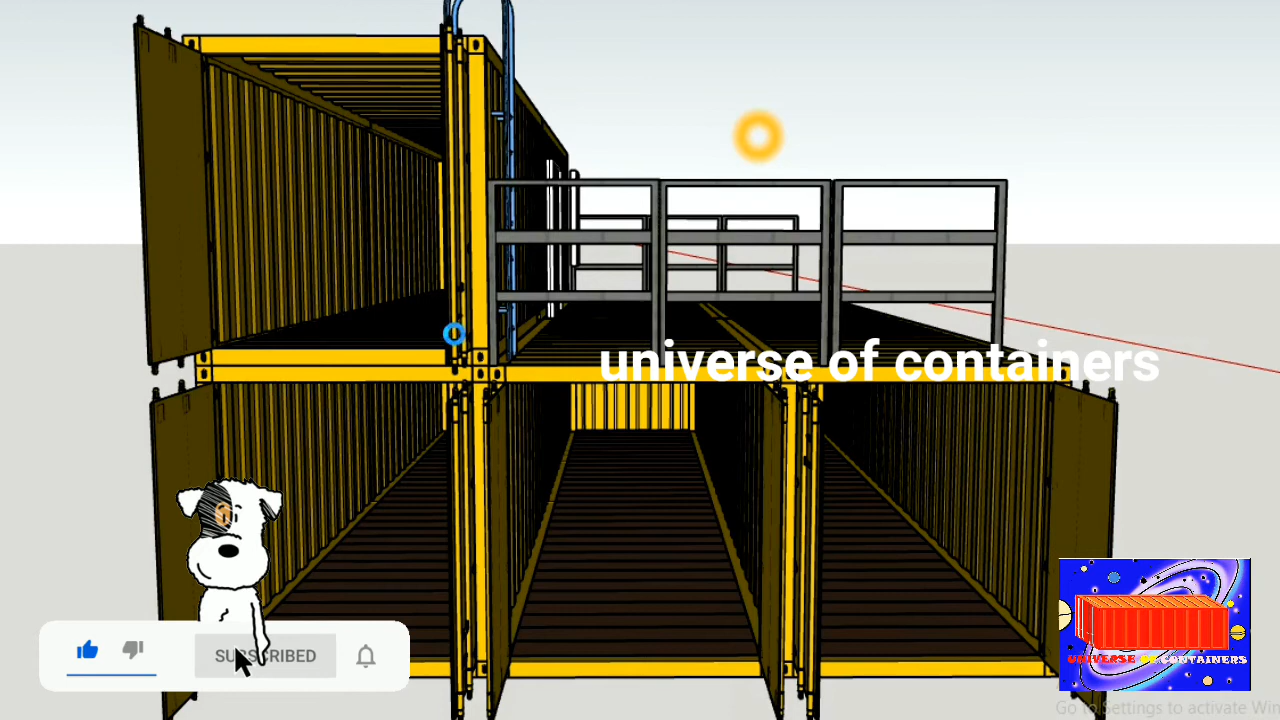 universe of containers
SUBSCRIBED
UNIVERSE OF CONTAINERS
Go to Settings to activate Win